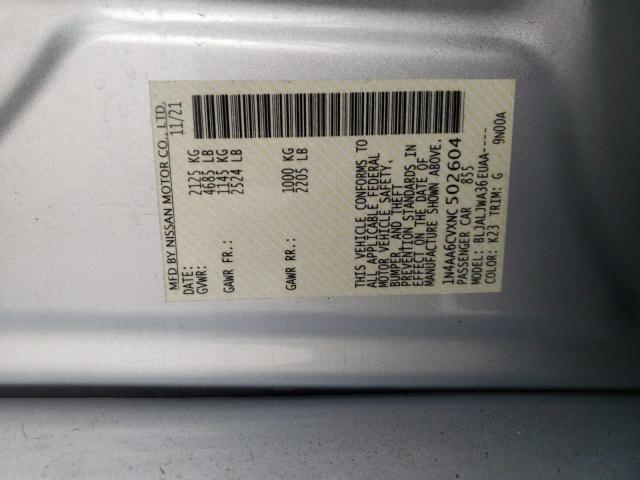 MFD BY NISSAN MOTOR CO., LTD.
DATE: 11/21
GVWR: 2125 KG
4685 LB
GAWR FR.: 1145 KG
2524 LB
GAWR RR.: 1000 KG
2205 LB
THIS VEHICLE CONFORMS TO
ALL APPLICABLE FEDERAL
MOTOR VEHICLE SAFETY,
BUMPER, AND THEFT
PREVENTION STANDARDS IN
EFFECT ON THE DATE OF
MANUFACTURE SHOWN ABOVE.
1N4AA6CVXNC502604
PASSENGER CAR 855
MODEL: BLJALJWA36EUAA----
COLOR: K23 TRIM: G 9N00A